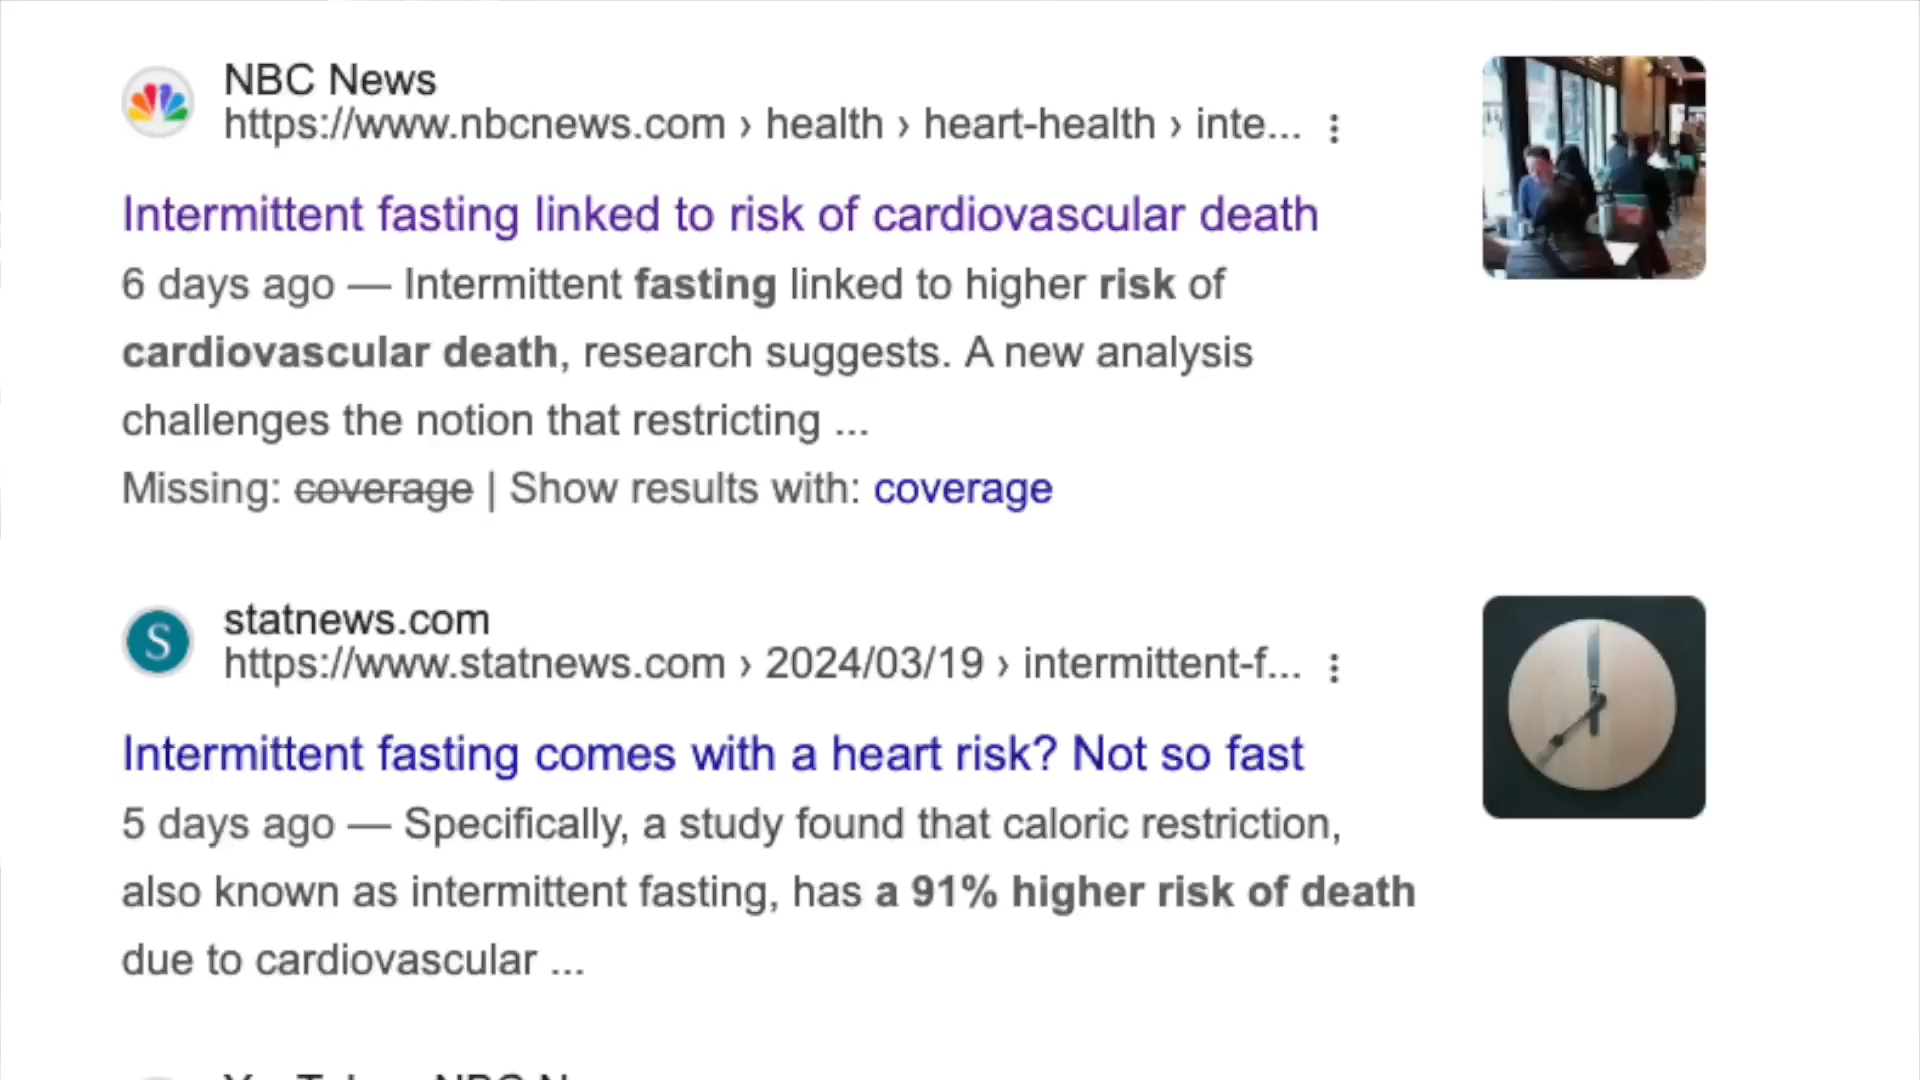 NBC News
https://www.nbcnews.com › health › heart-health › inte...
Intermittent fasting linked to risk of cardiovascular death
6 days ago — Intermittent fasting linked to higher risk of
cardiovascular death, research suggests. A new analysis
challenges the notion that restricting ...
Missing: coverage | Show results with: coverage
S
statnews.com
https://www.statnews.com › 2024/03/19 › intermittent-f...
Intermittent fasting comes with a heart risk? Not so fast
5 days ago — Specifically, a study found that caloric restriction,
also known as intermittent fasting, has a 91% higher risk of death
due to cardiovascular ...